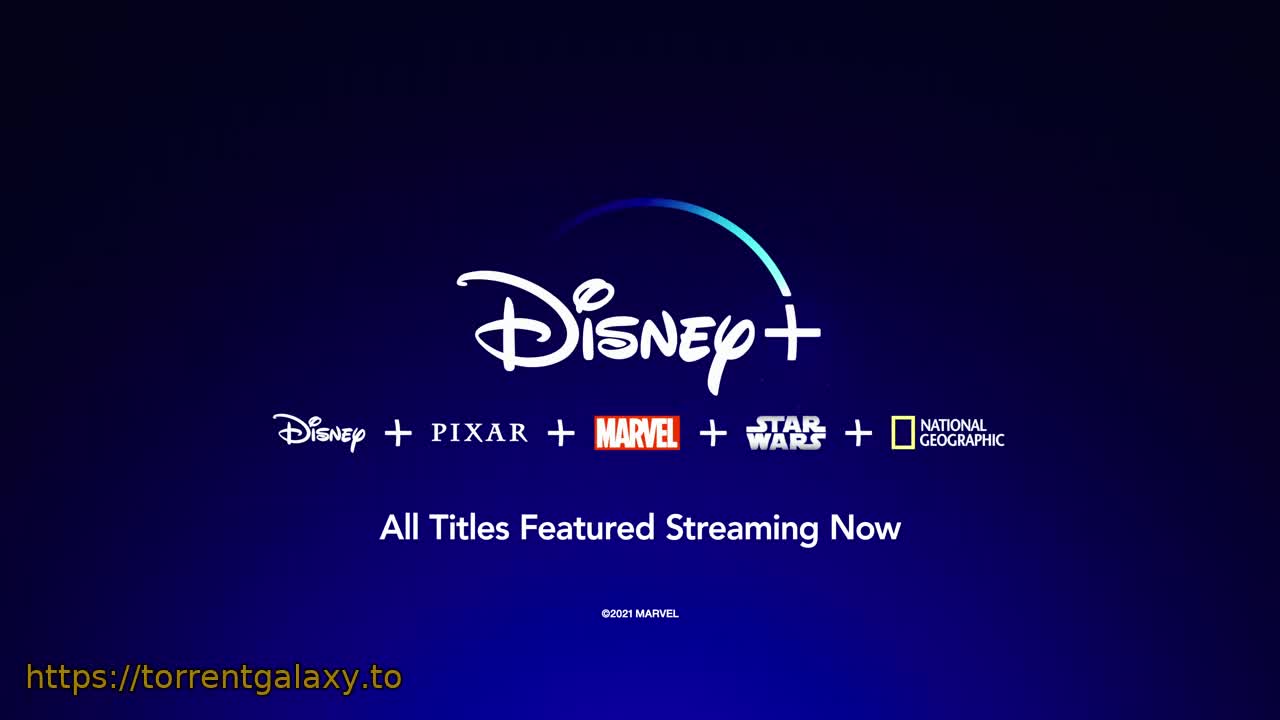 Disney+
Disney + PIXAR + MARVEL + STAR WARS + NATIONAL GEOGRAPHIC
All Titles Featured Streaming Now
©2021 MARVEL
https://torrentgalaxy.to